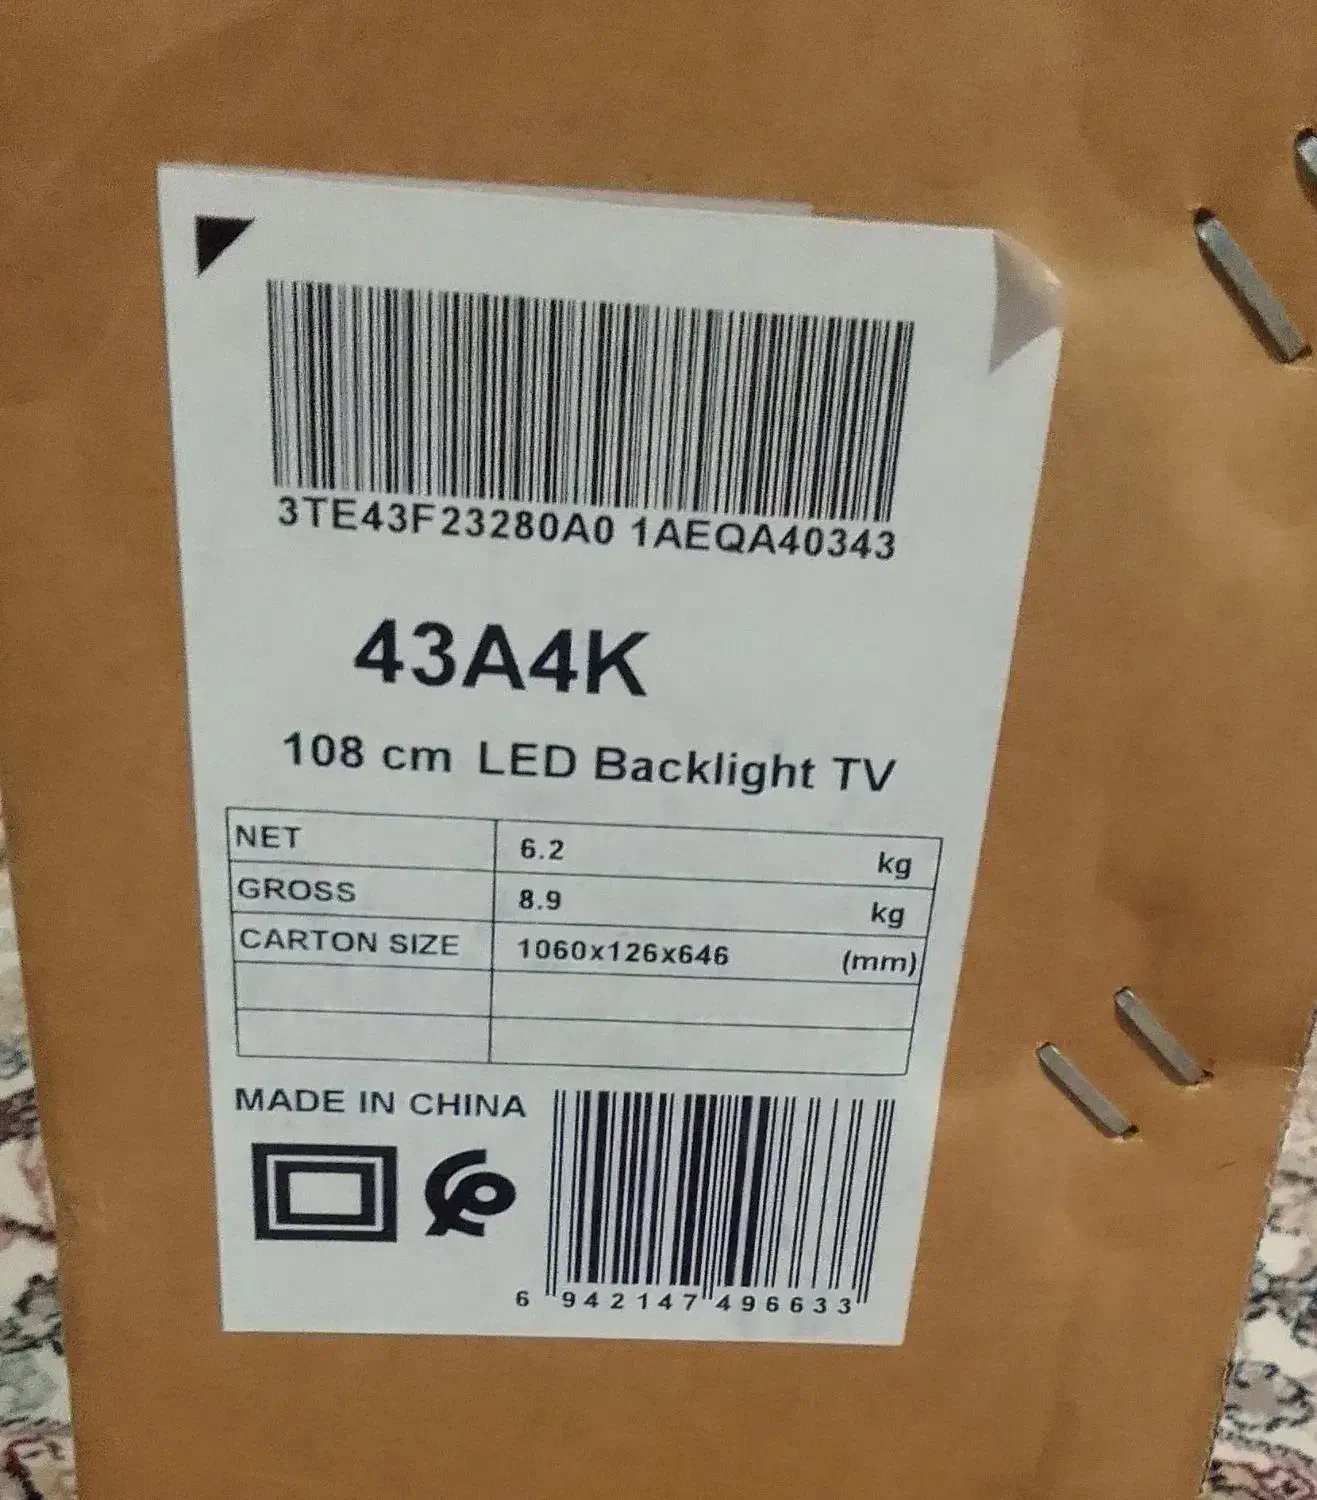 3TE43F23280A0 1AEQA40343
43A4K
108 cm LED Backlight TV
NET 6.2 kg
GROSS 8.9 kg
CARTON SIZE 1060x126x646 (mm)
MADE IN CHINA
6 942147 496633